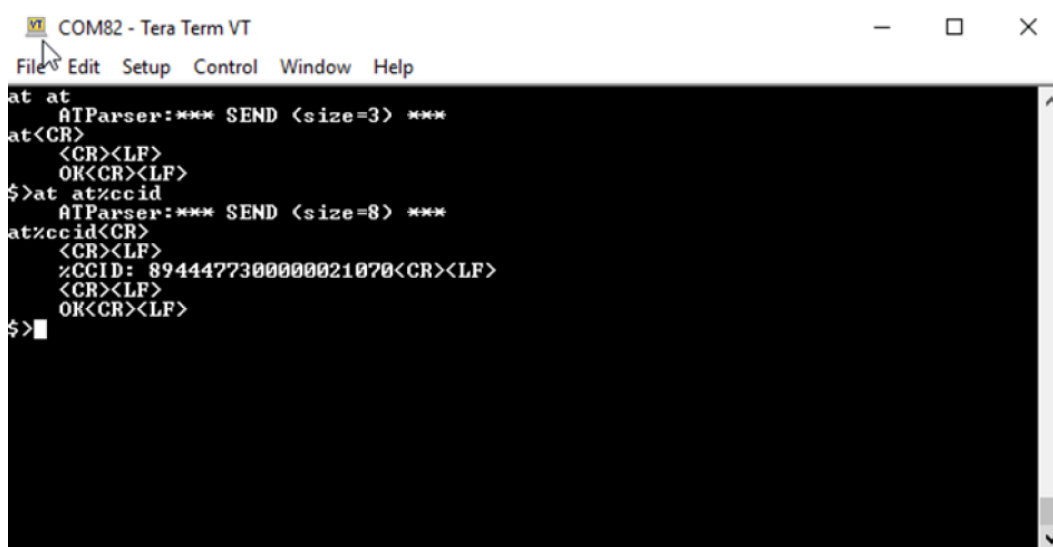 COM82 - Tera Term VT
File Edit Setup Control Window Help
at at
ATParser:*** SEND (size=3) ***
at<CR>
<CR><LF>
OK<CR><LF>
$>at at%ccid
ATParser:*** SEND (size=8) ***
at%ccid<CR>
<CR><LF>
%CCID: 8944477300000021070<CR><LF>
<CR><LF>
OK<CR><LF>
$>